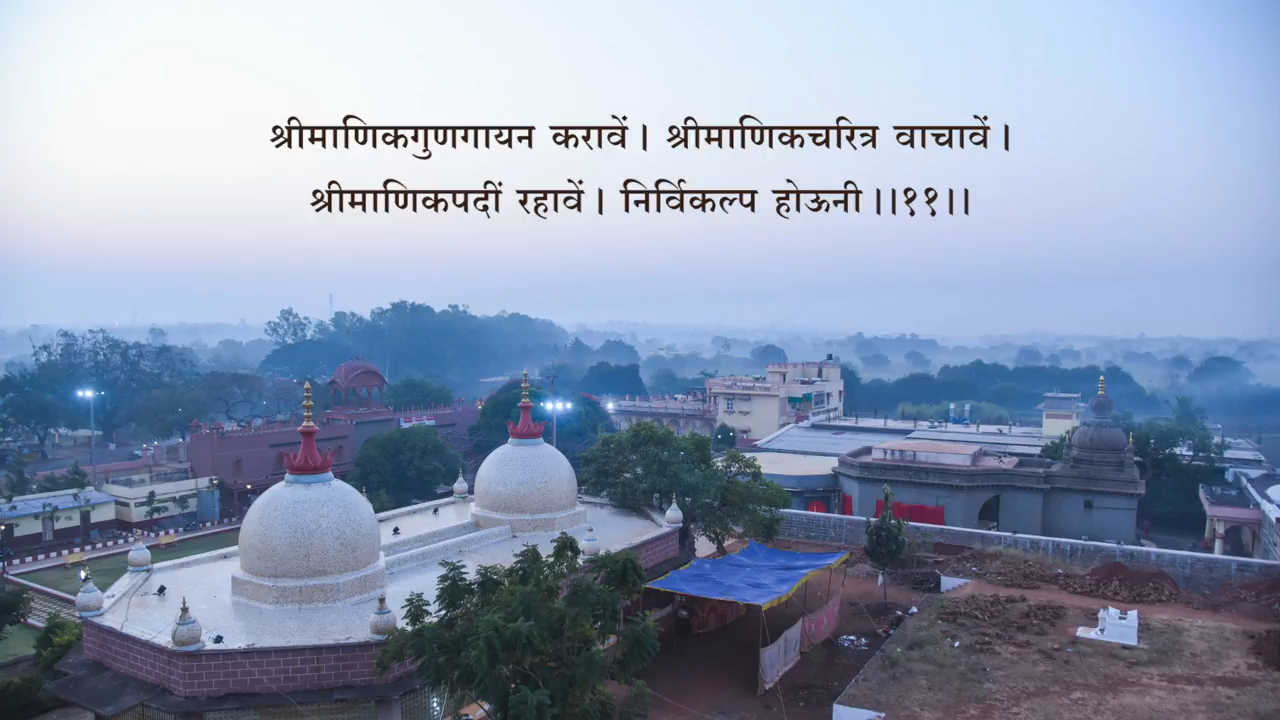 श्रीमाणिकगुणगायन करावें। श्रीमाणिकचरित्र वाचावें।
श्रीमाणिकपदीं रहावें। निर्विकल्प होऊनी॥११॥